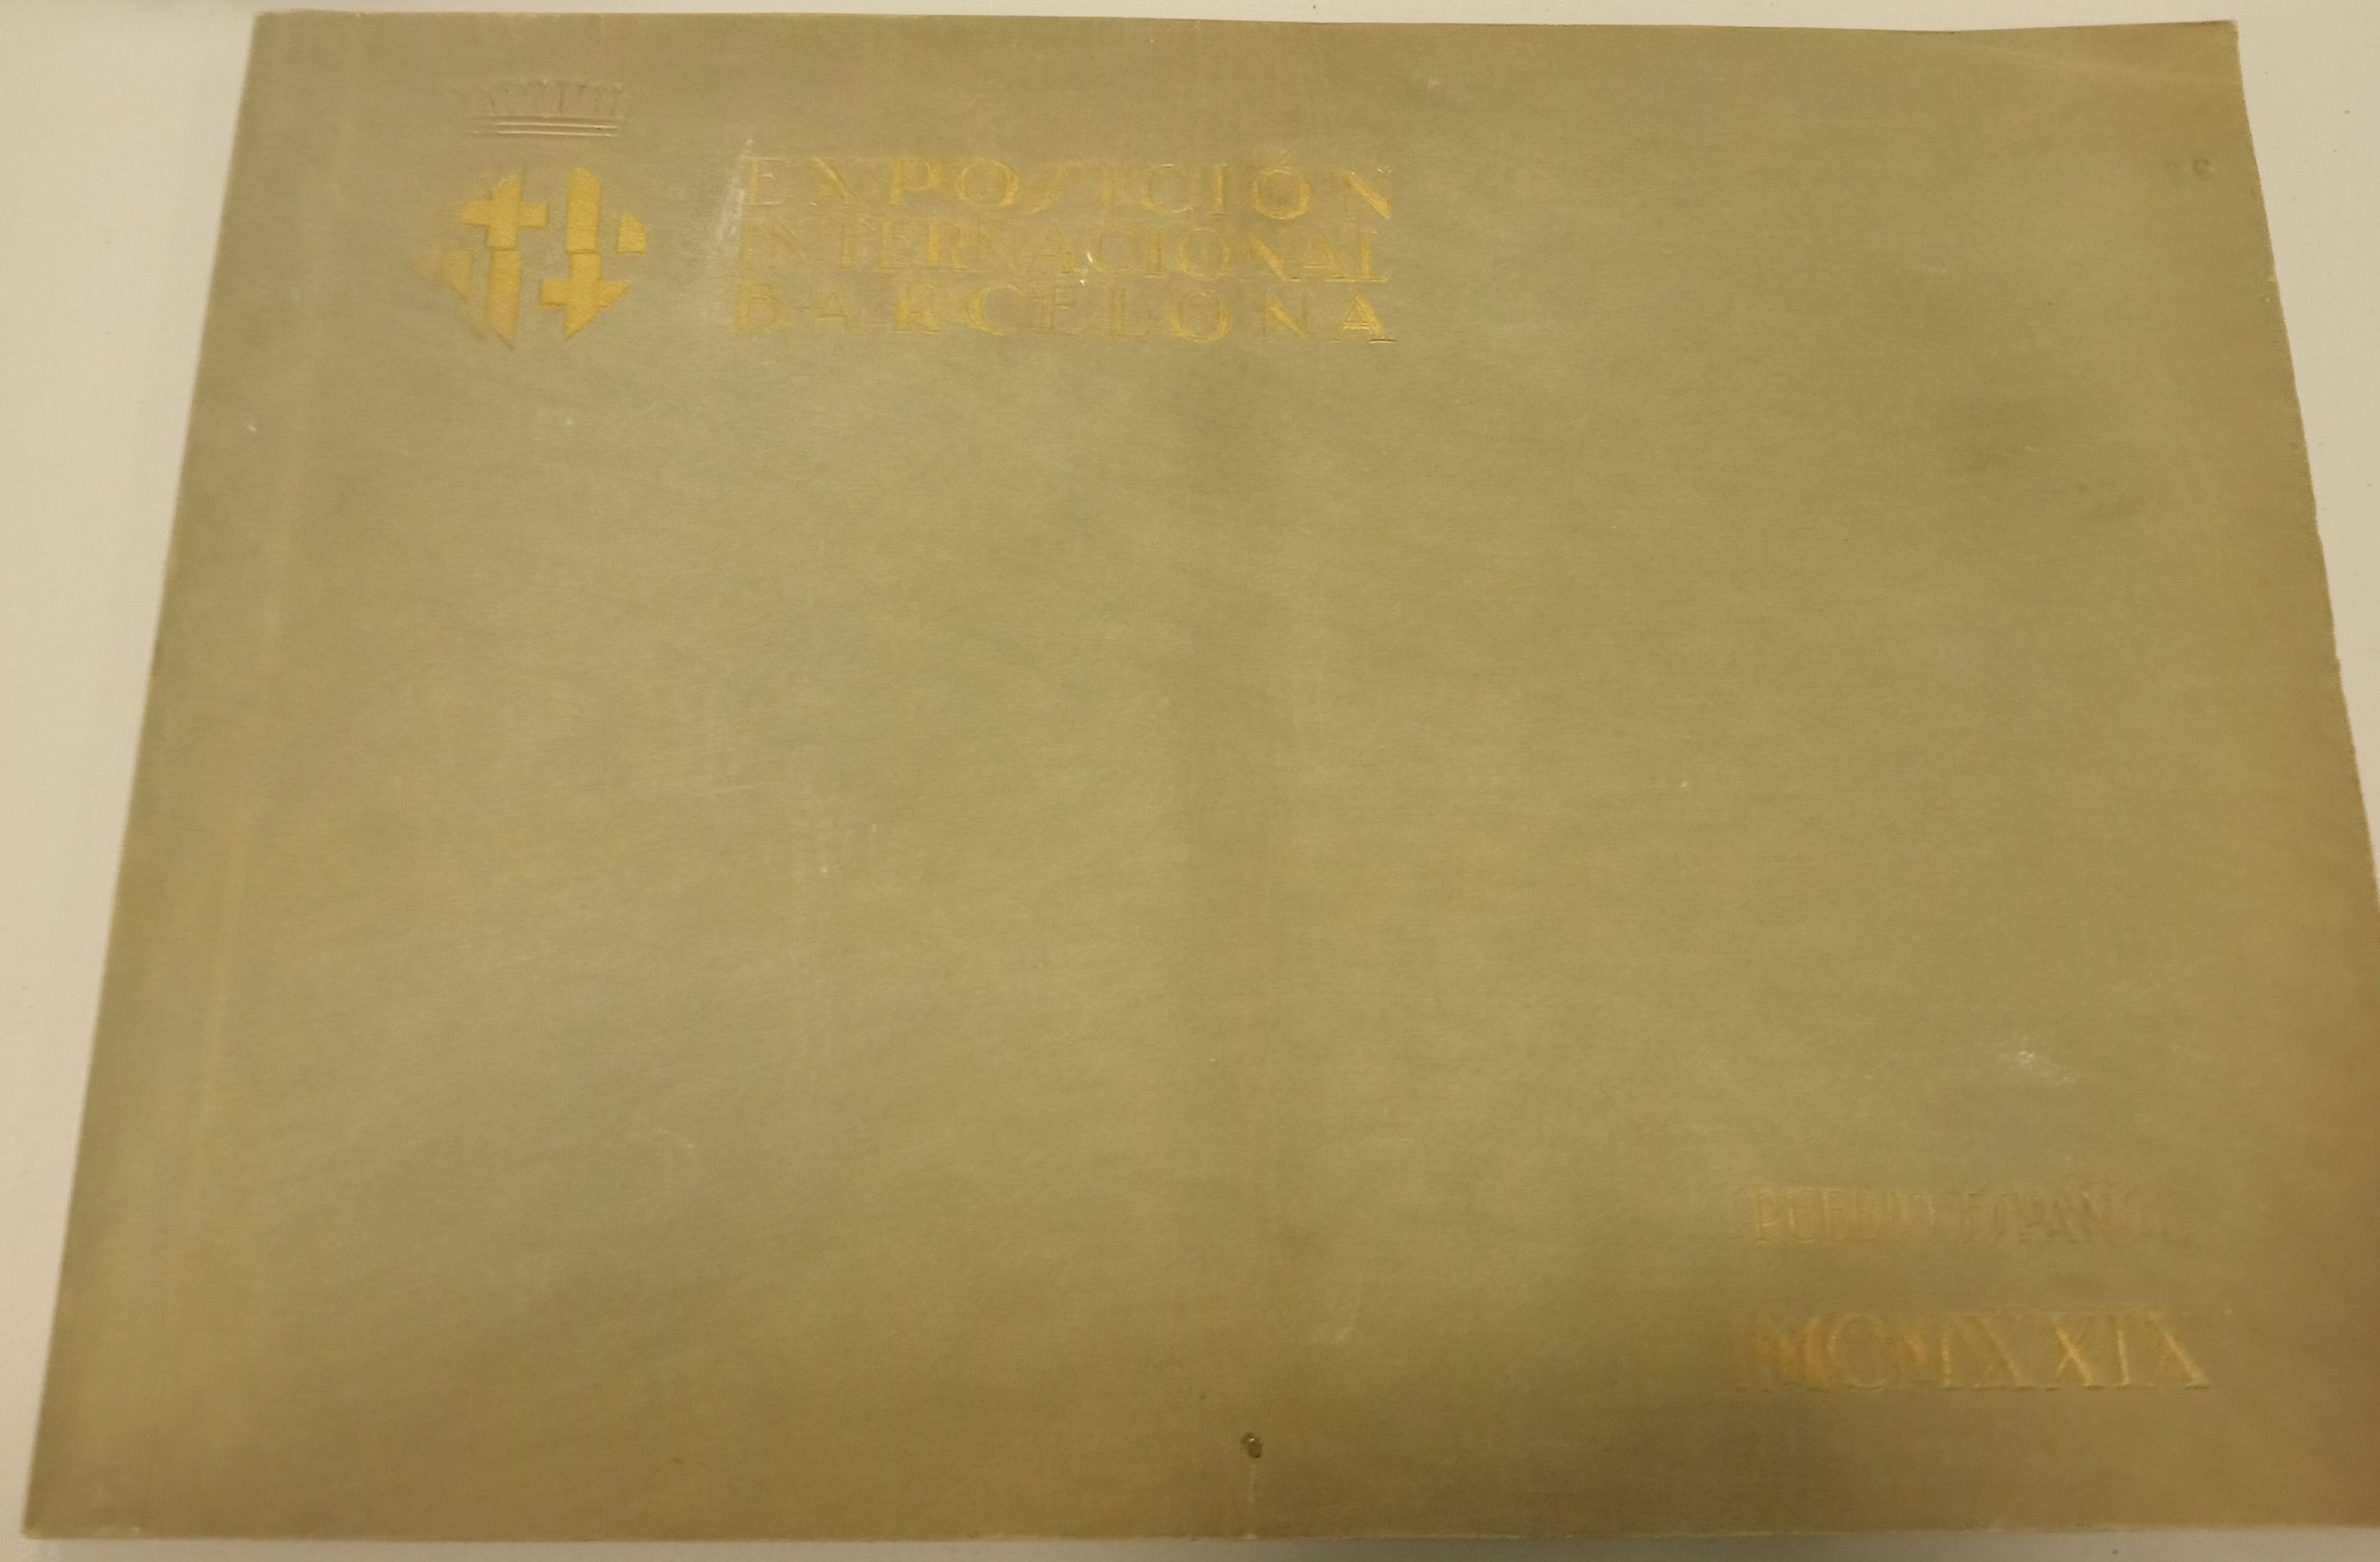 EXPOSICIÓN
INTERNACIONAL
BARCELONA
PUEBLO ESPAÑOL
MCMXXIX